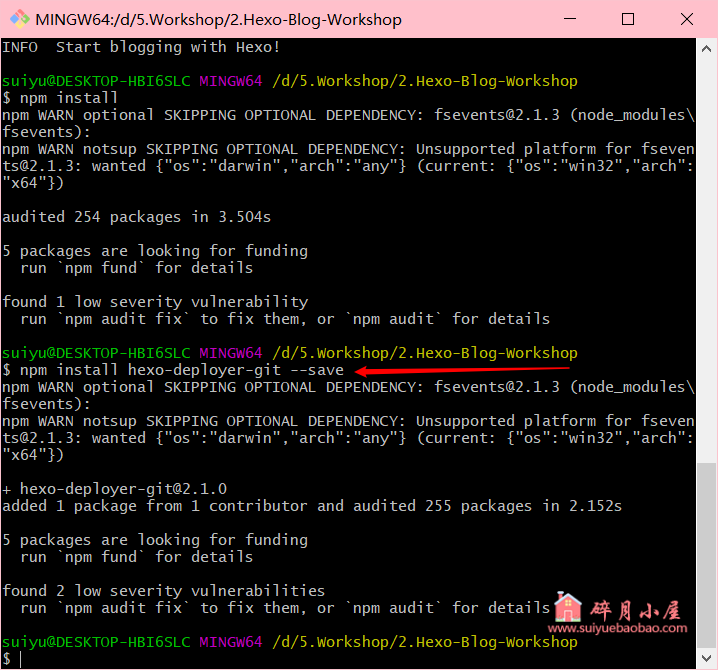 MINGW64:/d/5.Workshop/2.Hexo-Blog-Workshop
INFO  Start blogging with Hexo!
suiyu@DESKTOP-HBI6SLC MINGW64 /d/5.Workshop/2.Hexo-Blog-Workshop
$ npm install
npm WARN optional SKIPPING OPTIONAL DEPENDENCY: fsevents@2.1.3 (node_modules\
fsevents):
npm WARN notsup SKIPPING OPTIONAL DEPENDENCY: Unsupported platform for fseven
ts@2.1.3: wanted {"os":"darwin","arch":"any"} (current: {"os":"win32","arch":
"x64"})
audited 254 packages in 3.504s
5 packages are looking for funding
  run `npm fund` for details
found 1 low severity vulnerability
  run `npm audit fix` to fix them, or `npm audit` for details
suiyu@DESKTOP-HBI6SLC MINGW64 /d/5.Workshop/2.Hexo-Blog-Workshop
$ npm install hexo-deployer-git --save
npm WARN optional SKIPPING OPTIONAL DEPENDENCY: fsevents@2.1.3 (node_modules\
fsevents):
npm WARN notsup SKIPPING OPTIONAL DEPENDENCY: Unsupported platform for fseven
ts@2.1.3: wanted {"os":"darwin","arch":"any"} (current: {"os":"win32","arch":
"x64"})
+ hexo-deployer-git@2.1.0
added 1 package from 1 contributor and audited 255 packages in 2.152s
5 packages are looking for funding
  run `npm fund` for details
found 2 low severity vulnerabilities
  run `npm audit fix` to fix them, or `npm audit` for details
碎月小屋
www.suiyuebaobao.com
suiyu@DESKTOP-HBI6SLC MINGW64 /d/5.Workshop/2.Hexo-Blog-Workshop
$